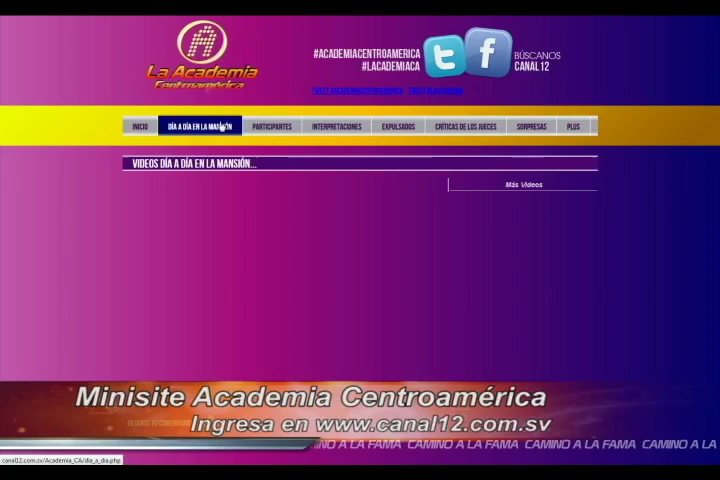 La Academia
Centroamérica
#ACADEMIACENTROAMERICA
#LACADEMIACA
BÚSCANOS
CANAL 12
TWEET #ACADEMIACENTROAMERICA
INICIO
DÍA A DÍA EN LA MANSIÓN
PARTICIPANTES
INTERPRETACIONES
EXPULSADOS
CRÍTICAS DE LOS JUECES
SORPRESAS
PLUS
VIDEOS DÍA A DÍA EN LA MANSIÓN...
Más Videos
Minisite Academia Centroamérica
Ingresa en www.canal12.com.sv
CAMINO A LA FAMA CAMINO A LA FAMA CAMINO A LA
canal12.com.sv/Academia_CA/dia_a_dia.php